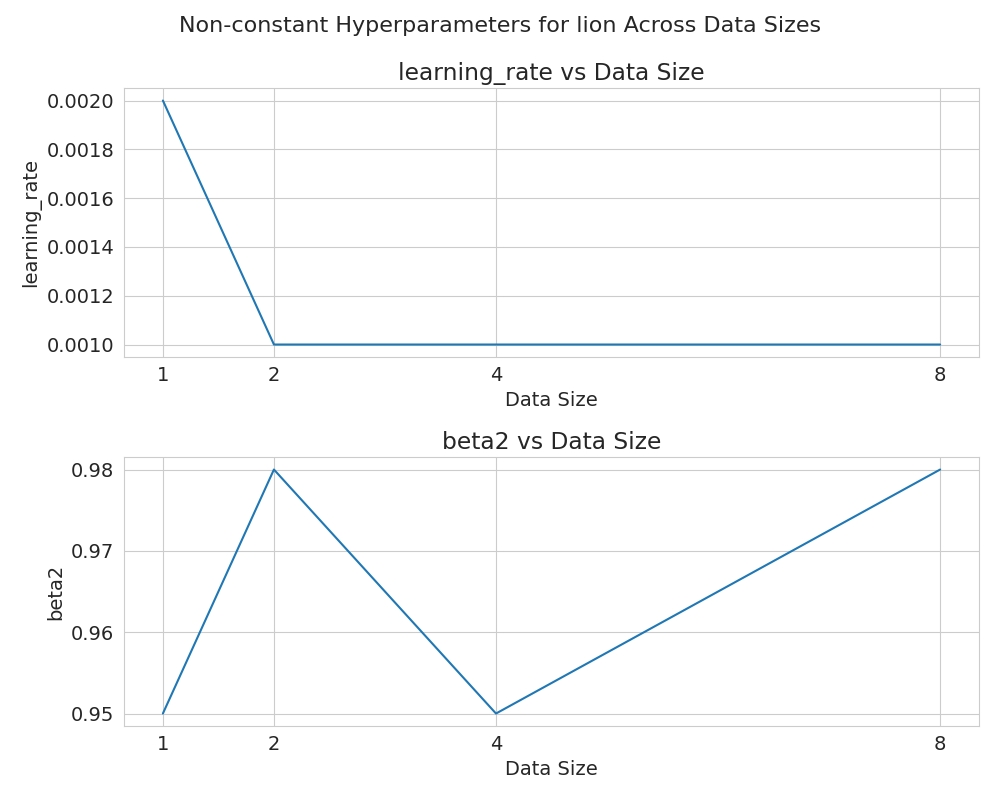 Non-constant Hyperparameters for lion Across Data Sizes
learning_rate vs Data Size
learning_rate
0.0020
0.0018
0.0016
0.0014
0.0012
0.0010
1 2 4 8
Data Size
beta2 vs Data Size
beta2
0.98
0.97
0.96
0.95
1 2 4 8
Data Size